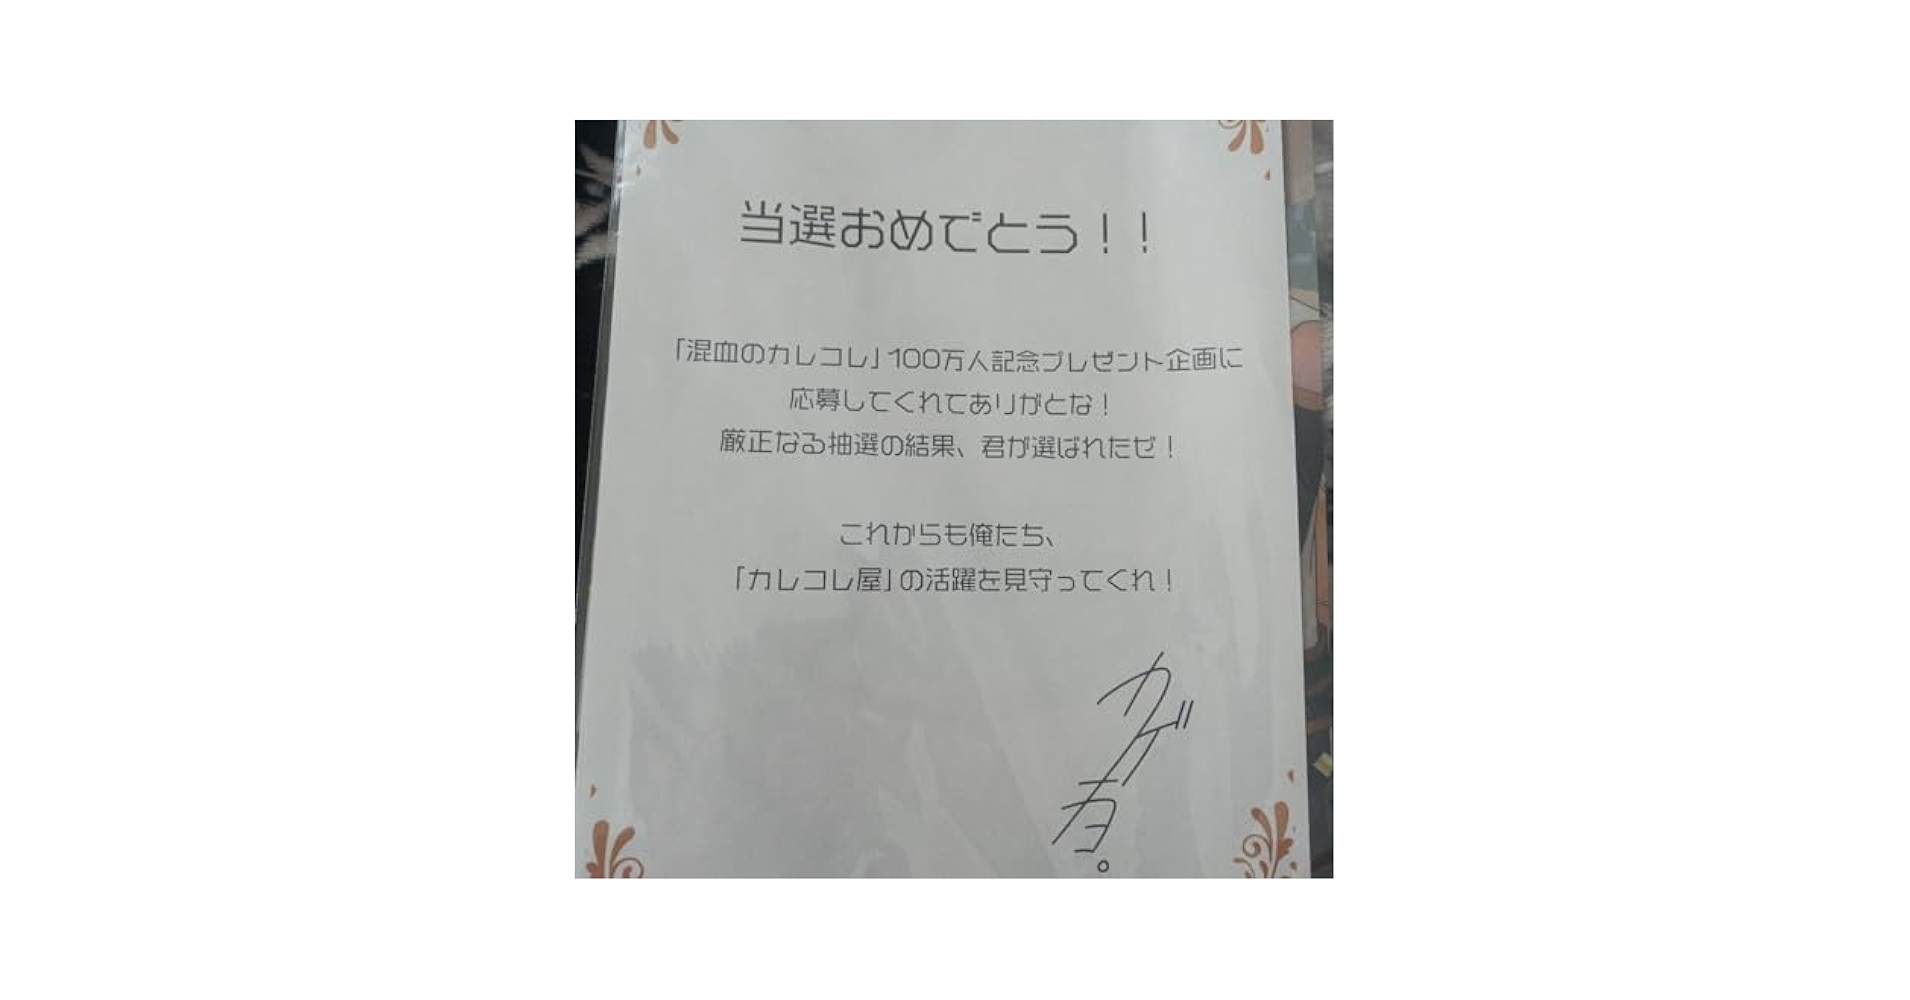 当選おめでとう！！
「混血のカレコレ」100万人記念プレゼント企画に
応募してくれてありがとな！
厳正なる抽選の結果、君が選ばれたゼ！
これからも俺たち、
「カレコレ屋」の活躍を見守ってくれ！
カゲチヨ。